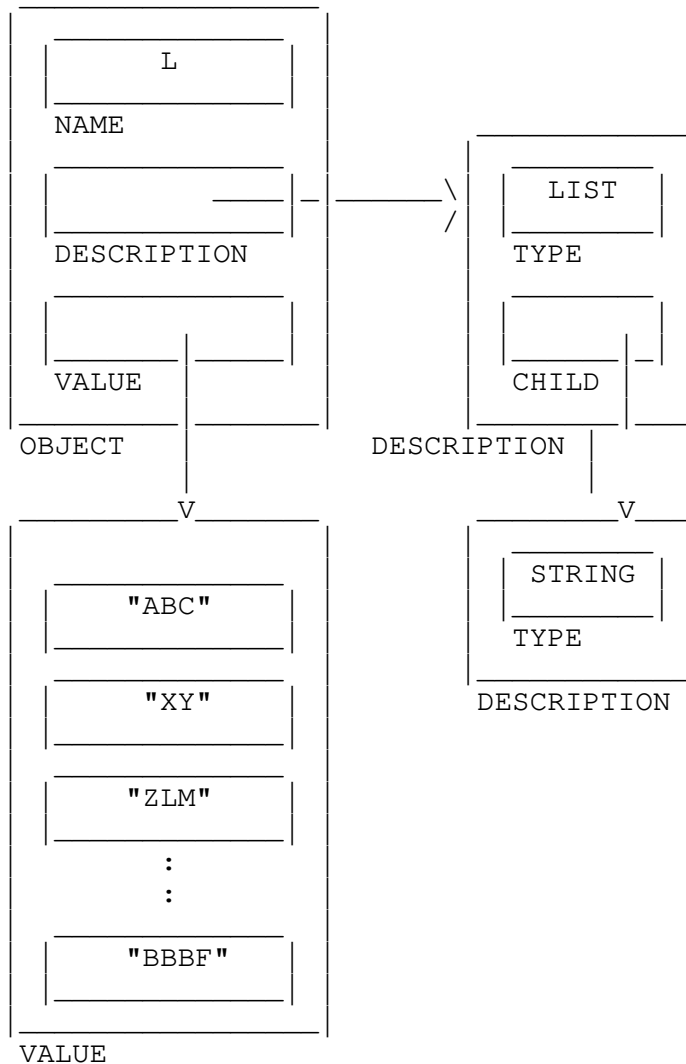 L
NAME
LIST
DESCRIPTION TYPE
VALUE CHILD
OBJECT DESCRIPTION
V V
STRING
"ABC"
TYPE
"XY" DESCRIPTION
"ZLM"
:
:
"BBBF"
VALUE